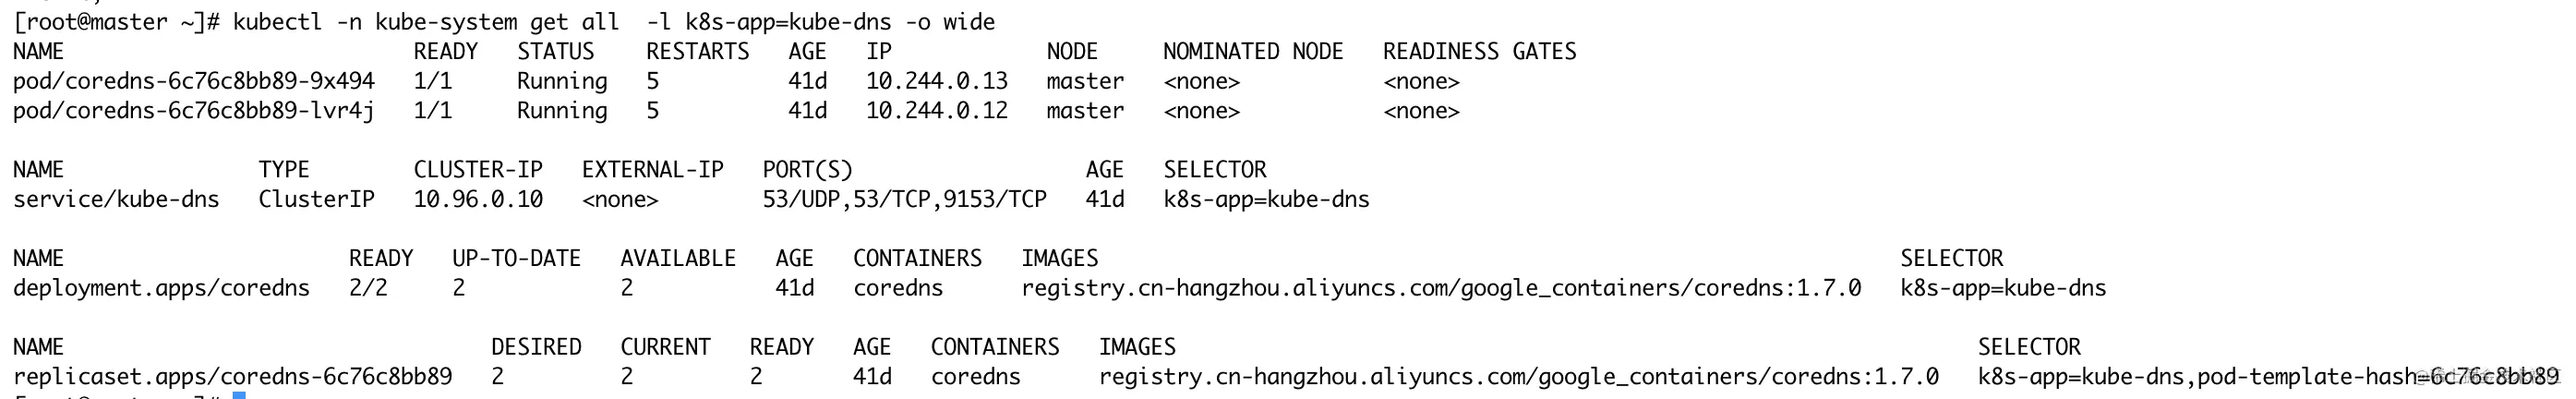 [root@master ~]# kubectl -n kube-system get all  -l k8s-app=kube-dns -o wide
NAME                           READY   STATUS    RESTARTS   AGE   IP            NODE     NOMINATED NODE   READINESS GATES
pod/coredns-6c76c8bb89-9x494   1/1     Running   5          41d   10.244.0.13   master   <none>           <none>
pod/coredns-6c76c8bb89-lvr4j   1/1     Running   5          41d   10.244.0.12   master   <none>           <none>
NAME               TYPE        CLUSTER-IP   EXTERNAL-IP   PORT(S)                  AGE   SELECTOR
service/kube-dns   ClusterIP   10.96.0.10   <none>        53/UDP,53/TCP,9153/TCP   41d   k8s-app=kube-dns
NAME                      READY   UP-TO-DATE   AVAILABLE   AGE   CONTAINERS   IMAGES                                                               SELECTOR
deployment.apps/coredns   2/2     2            2           41d   coredns      registry.cn-hangzhou.aliyuncs.com/google_containers/coredns:1.7.0   k8s-app=kube-dns
NAME                                 DESIRED   CURRENT   READY   AGE   CONTAINERS   IMAGES                                                               SELECTOR
replicaset.apps/coredns-6c76c8bb89   2         2         2       41d   coredns      registry.cn-hangzhou.aliyuncs.com/google_containers/coredns:1.7.0   k8s-app=kube-dns,pod-template-hash=6c76c8bb89